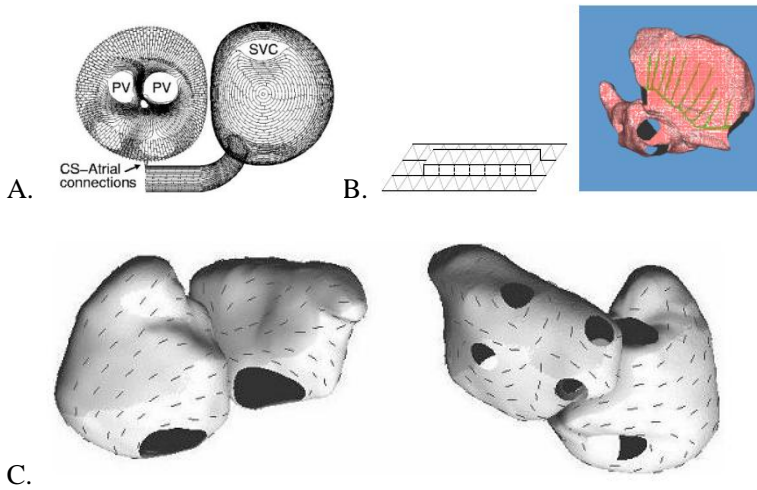 SVC
PV PV
CS–Atrial
connections
A.
B.
C.